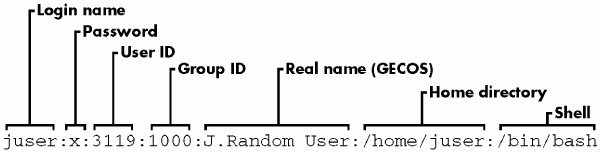 Login name
Password
User ID
Group ID
Real name (GECOS)
Home directory
Shell
juser:x:3119:1000:J.Random User:/home/juser:/bin/bash